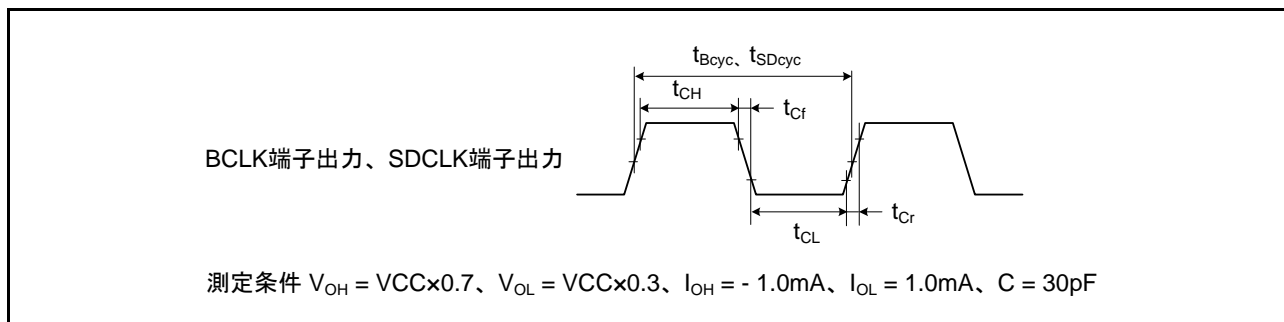 tBcyc、tSDcyc
tCH
tCf
BCLK端子出力、SDCLK端子出力
tCr
tCL
測定条件 VOH = VCC×0.7、VOL = VCC×0.3、IOH = - 1.0mA、IOL = 1.0mA、C = 30pF